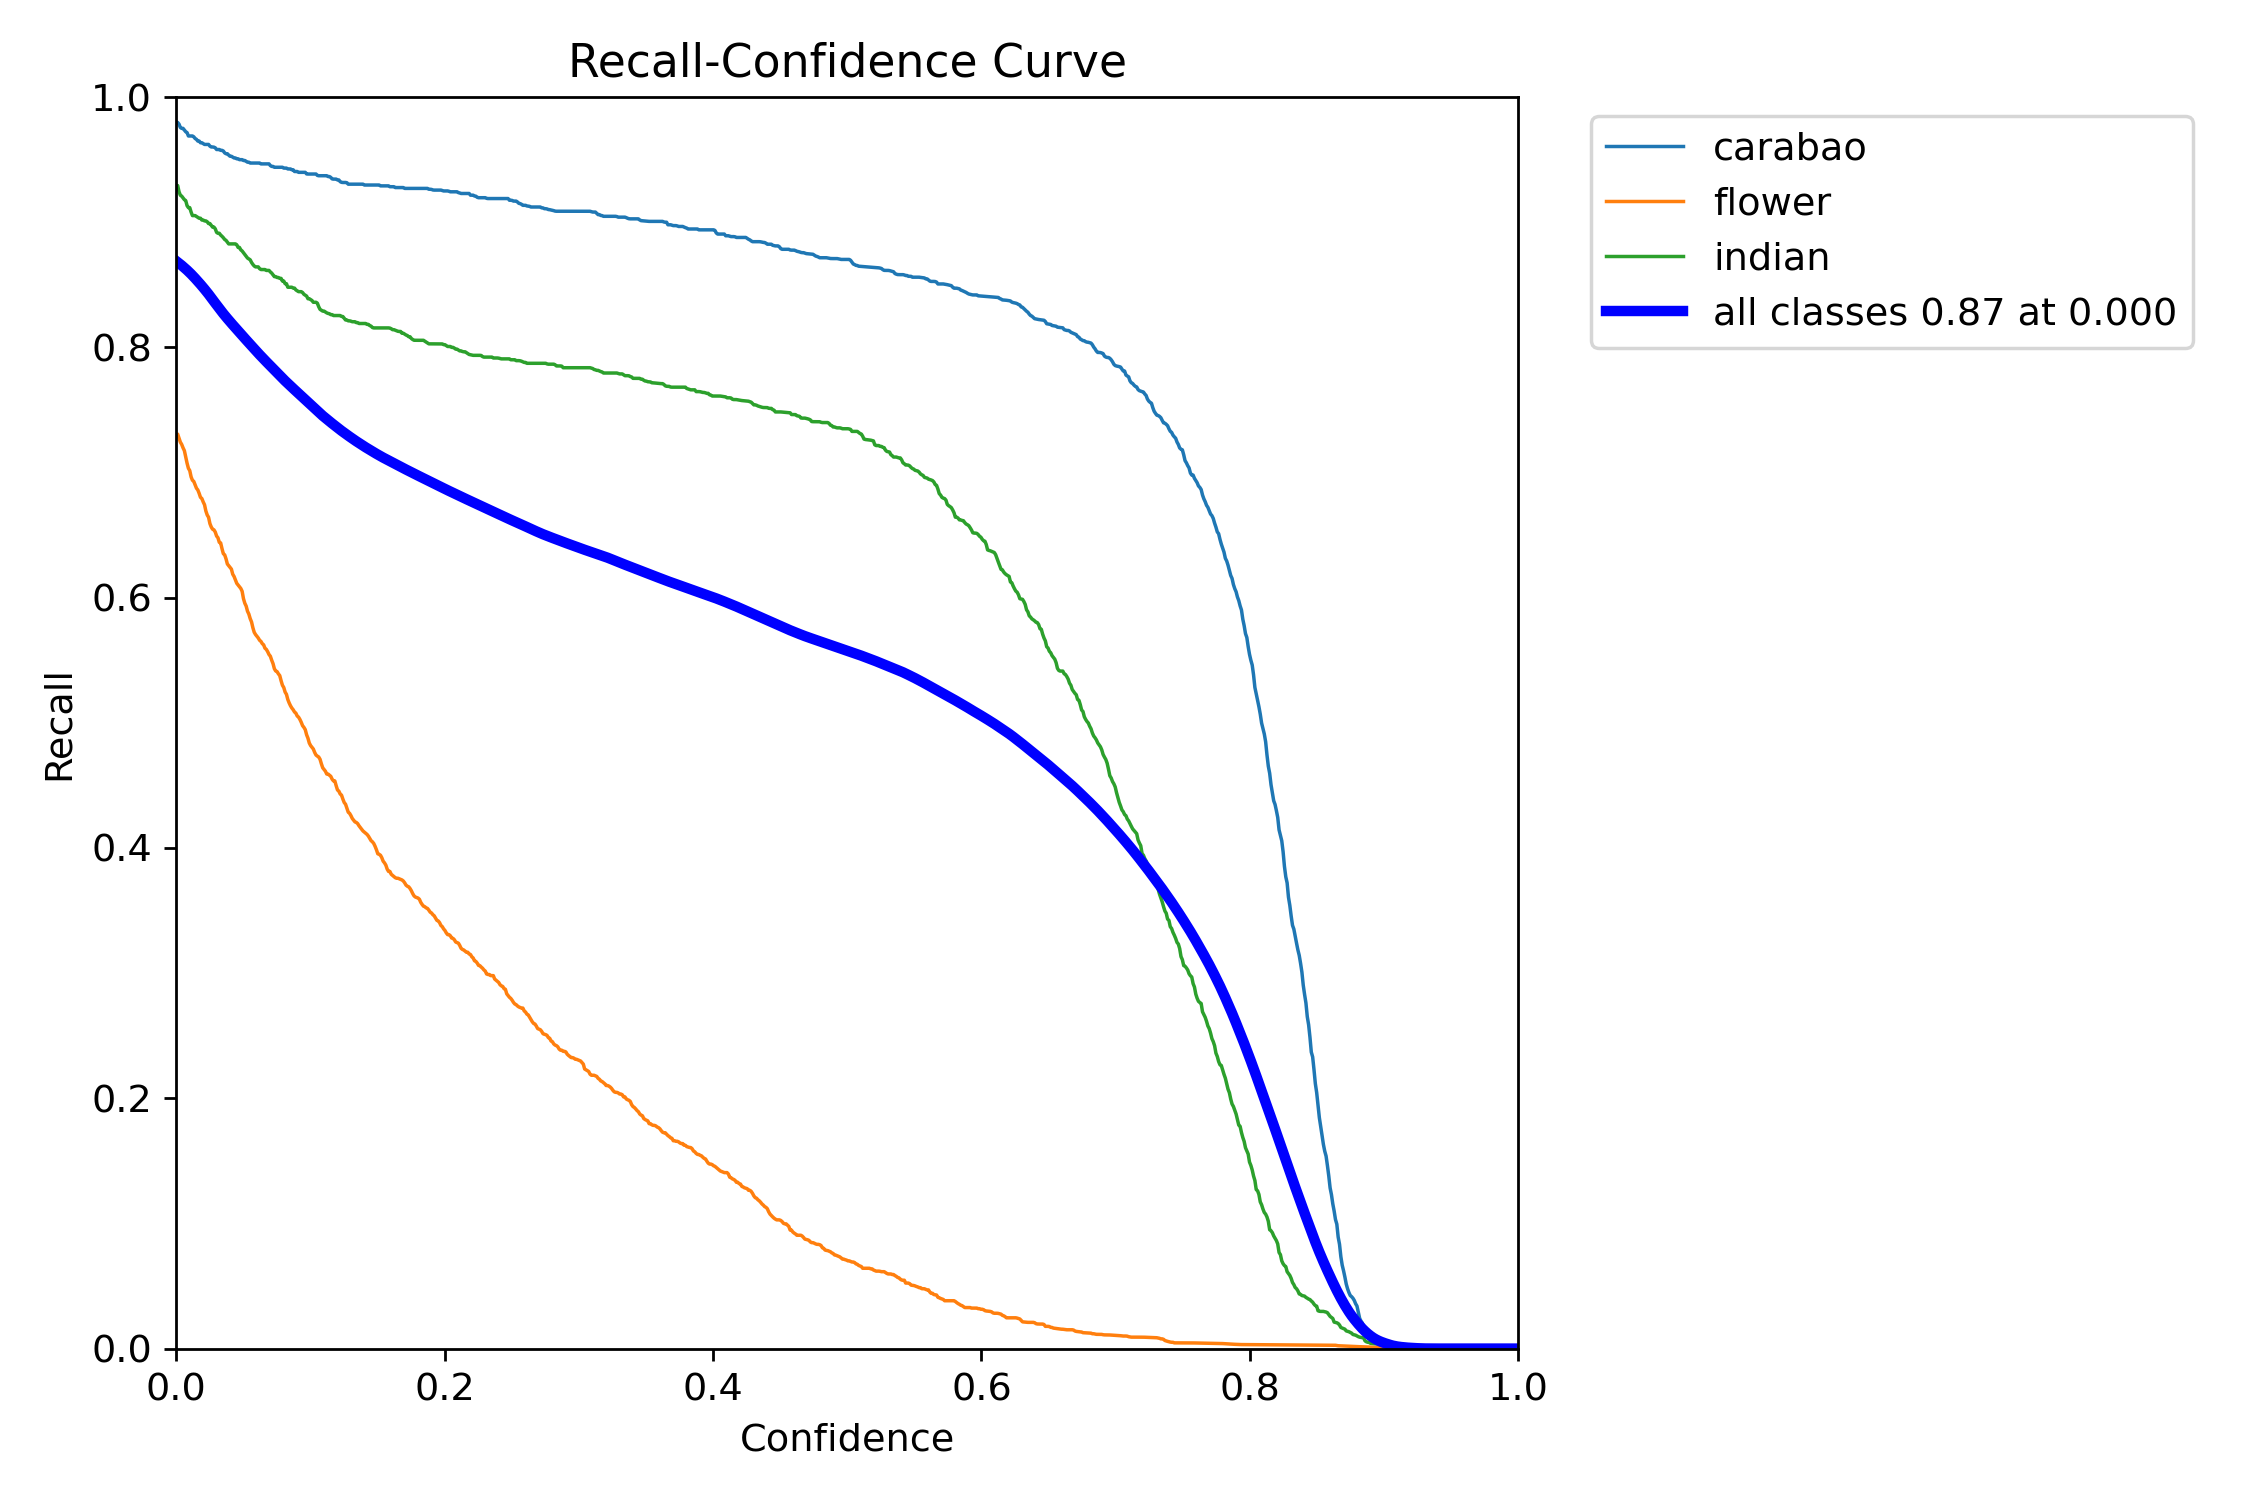 Recall-Confidence Curve
1.0
0.8
0.6
0.4
0.2
0.0
Recall
0.0 0.2 0.4 0.6 0.8 1.0
Confidence
carabao
flower
indian
all classes 0.87 at 0.000